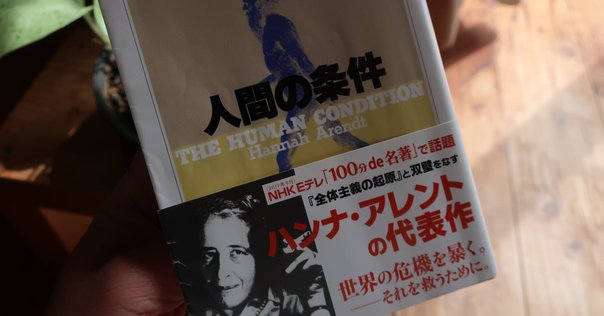 人間の条件
THE HUMAN CONDITION
Hannah Arendt
NHK Eテレ「100分de名著」で話題
『全体主義の起原』と双璧をなす
ハンナ・アレント
の代表作
世界の危機を暴く。
——それを救うために。